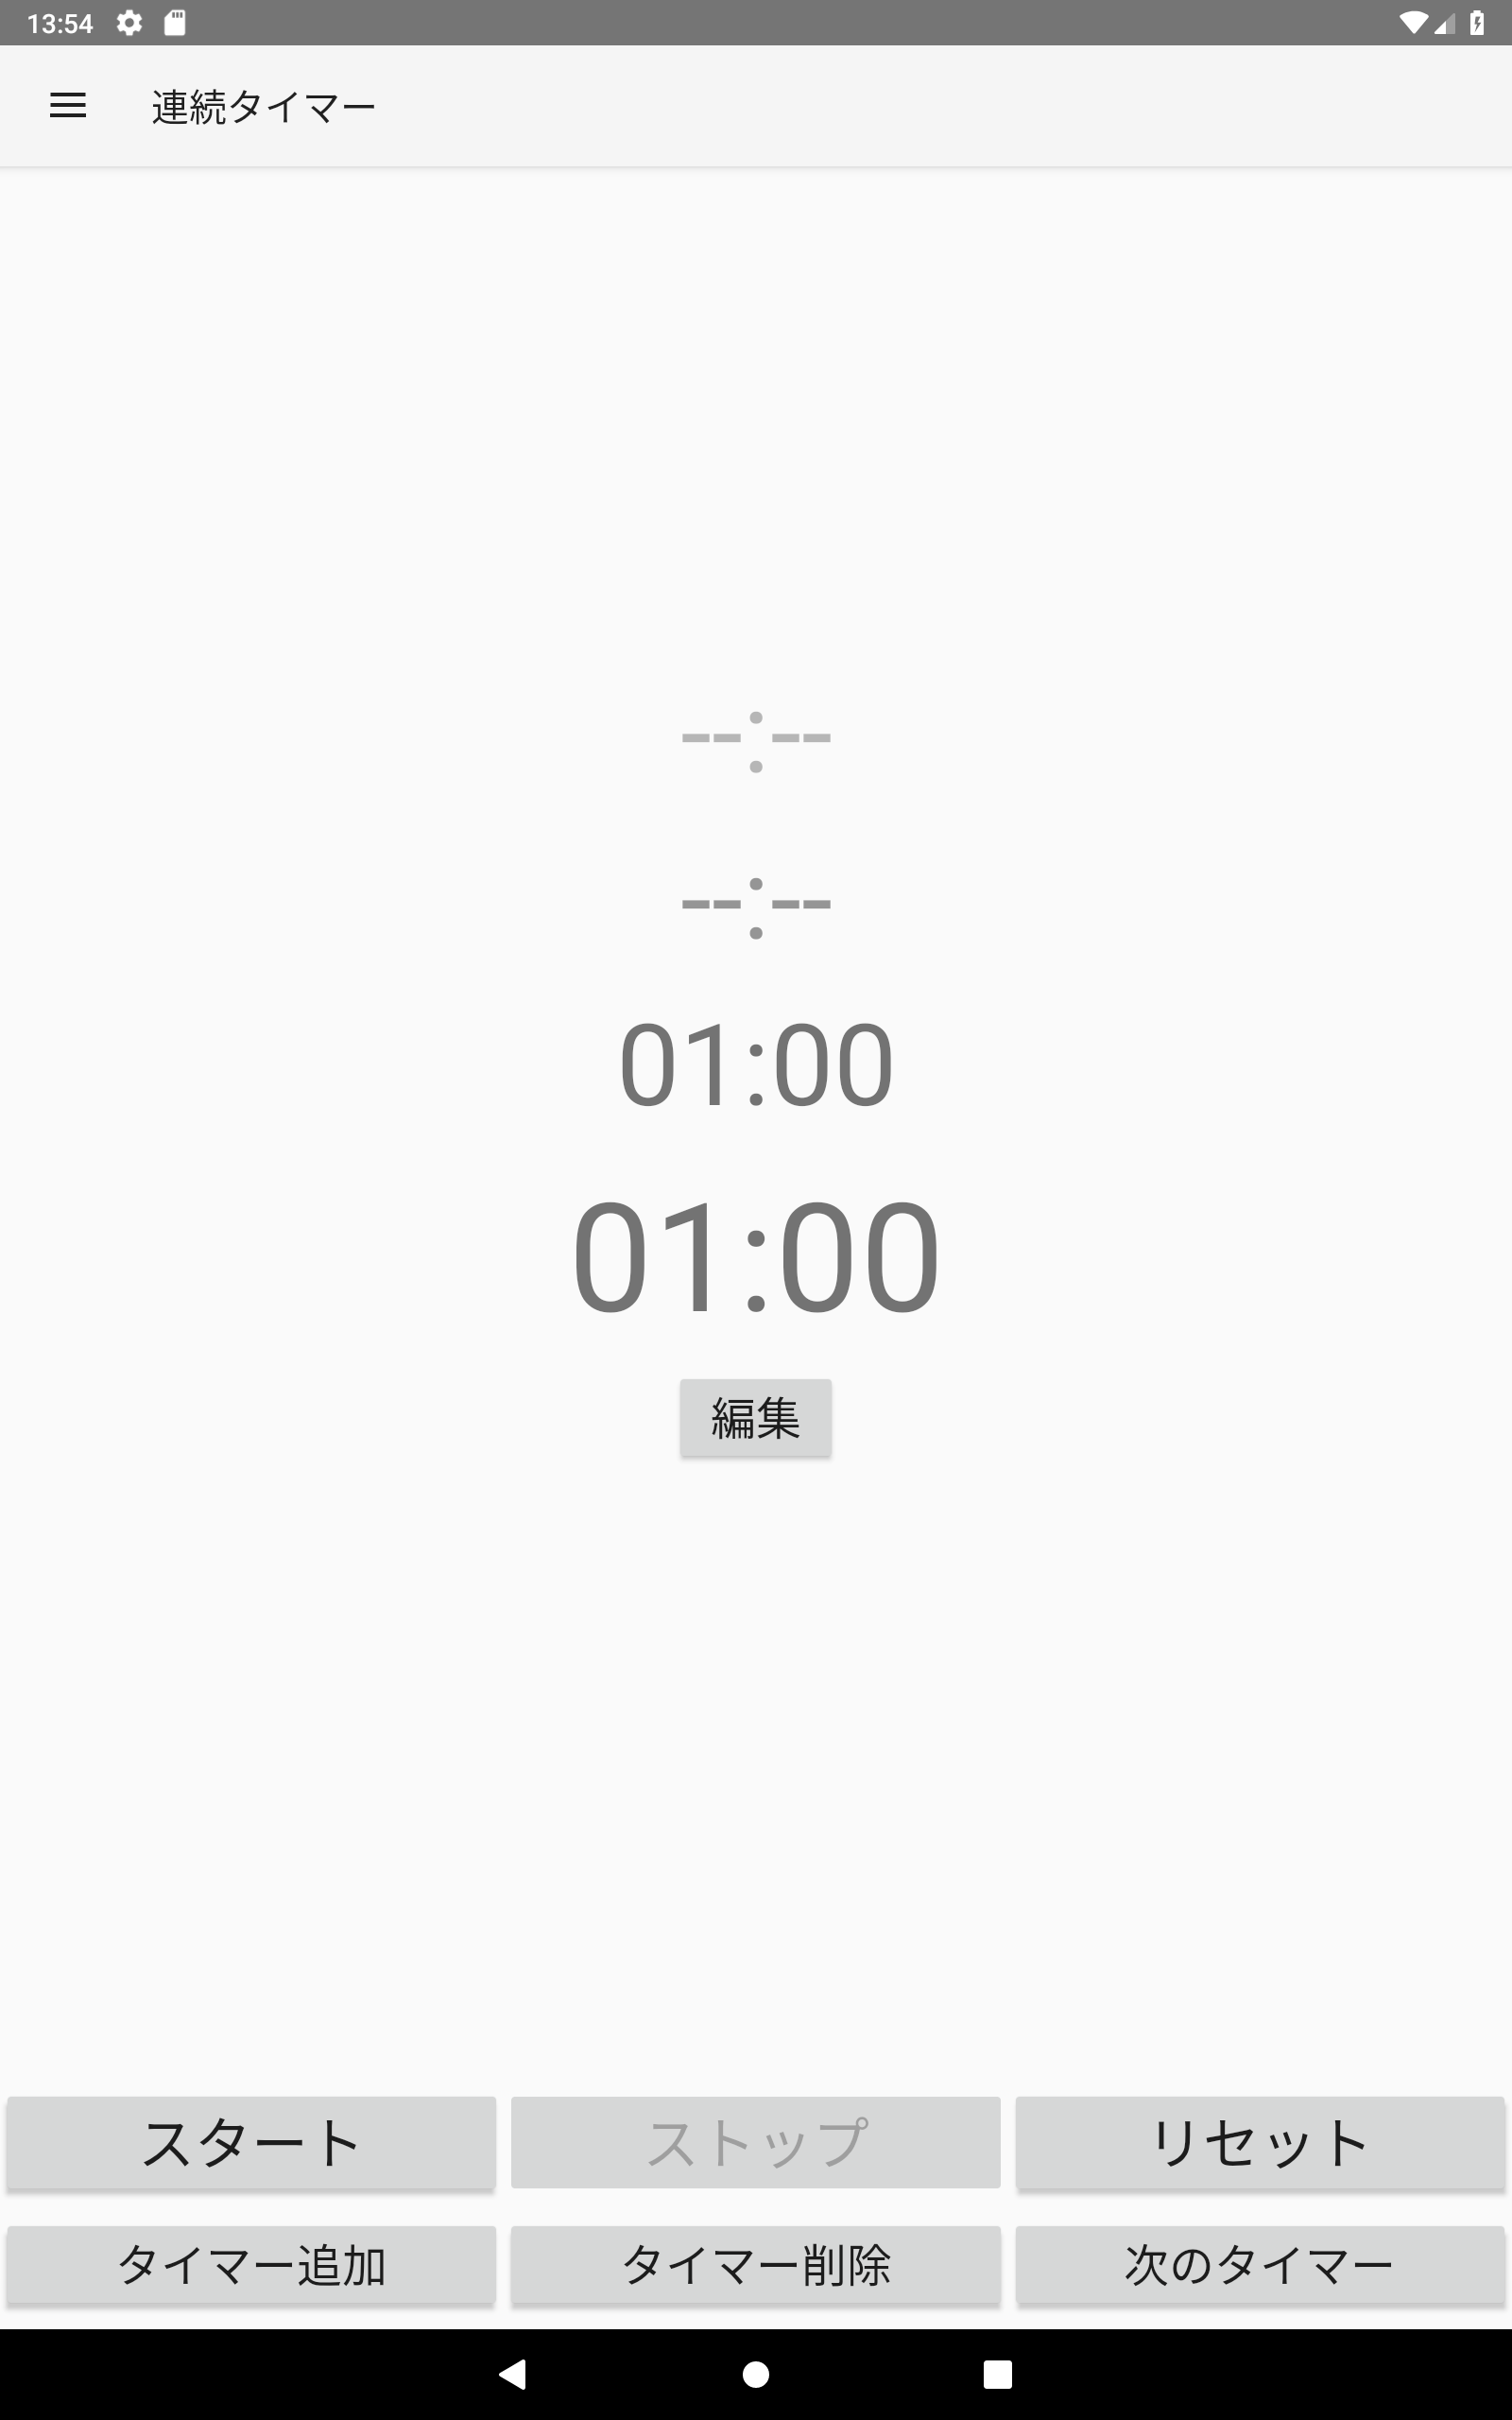 13:54
連続タイマー
--:--
--:--
01:00
01:00
編集
スタート ストップ リセット
タイマー追加 タイマー削除 次のタイマー